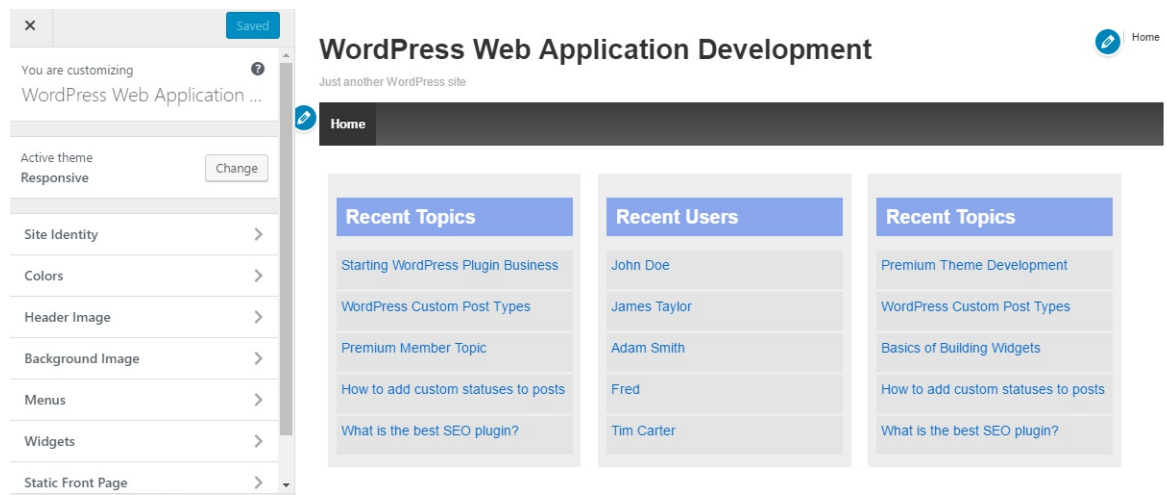 Saved
You are customizing
WordPress Web Application ...
Active theme
Responsive
Change
Site Identity
Colors
Header Image
Background Image
Menus
Widgets
Static Front Page
WordPress Web Application Development
Just another WordPress site
Home
Home
Recent Topics
Starting WordPress Plugin Business
WordPress Custom Post Types
Premium Member Topic
How to add custom statuses to posts
What is the best SEO plugin?
Recent Users
John Doe
James Taylor
Adam Smith
Fred
Tim Carter
Recent Topics
Premium Theme Development
WordPress Custom Post Types
Basics of Building Widgets
How to add custom statuses to posts
What is the best SEO plugin?